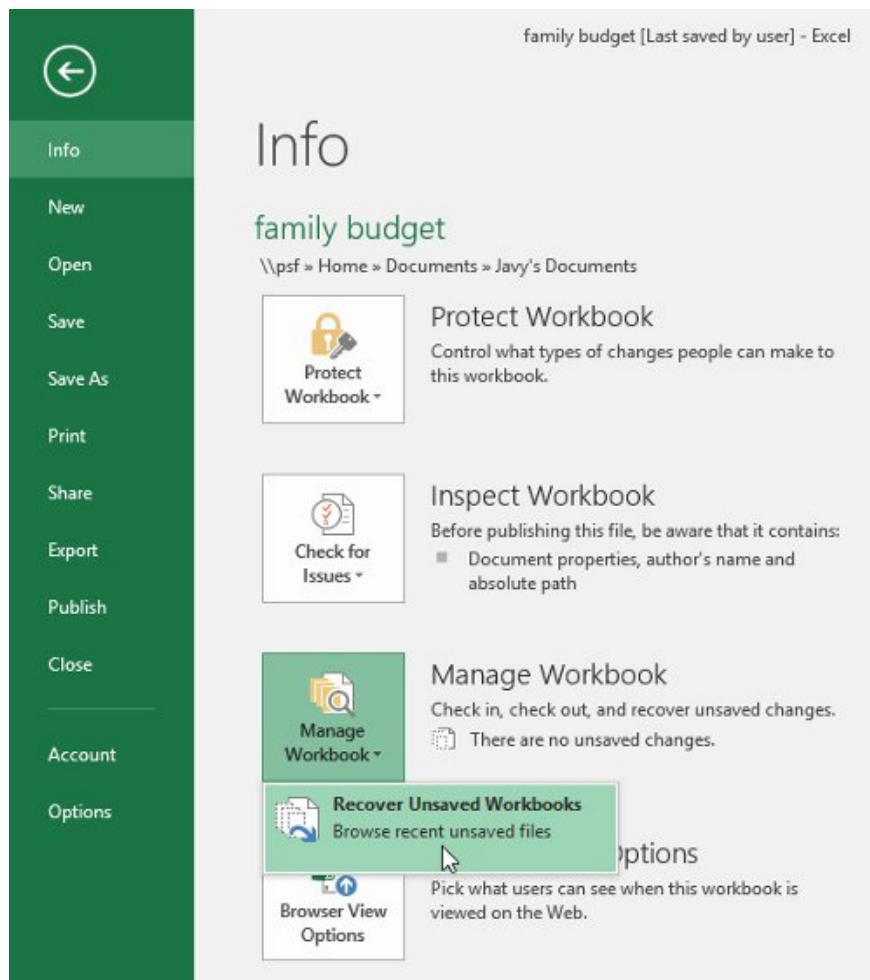 family budget [Last saved by user] - Excel
Info
New
Open
Save
Save As
Print
Share
Export
Publish
Close
Account
Options
Info
family budget
\\psf » Home » Documents » Javy's Documents
Protect
Workbook
Protect Workbook
Control what types of changes people can make to
this workbook.
Check for
Issues
Inspect Workbook
Before publishing this file, be aware that it contains:
Document properties, author's name and
absolute path
Manage
Workbook
Manage Workbook
Check in, check out, and recover unsaved changes.
There are no unsaved changes.
Recover Unsaved Workbooks
Browse recent unsaved files
Browser View
Options
ptions
Pick what users can see when this workbook is
viewed on the Web.